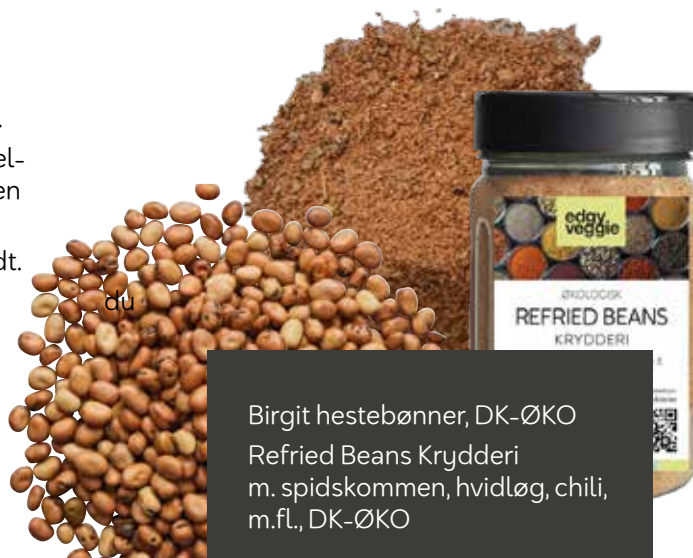 el-
en
dt.
du
edgy
veggie
ØKOLOGISK
REFRIED BEANS
KRYDDERI
Birgit hestebønner, DK-ØKO
Refried Beans Krydderi
m. spidskommen, hvidløg, chili,
m.fl., DK-ØKO